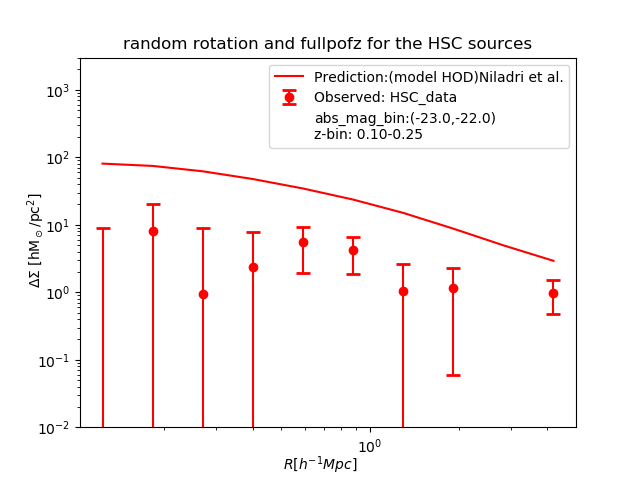 random rotation and fullpofz for the HSC sources
Prediction:(model HOD)Niladri et al.
Observed: HSC_data
abs_mag_bin:(-23.0,-22.0)
z-bin: 0.10-0.25
ΔΣ [hM⊙/pc²]
10³
10²
10¹
10⁰
10⁻¹
10⁻²
10⁰
R[h⁻¹Mpc]